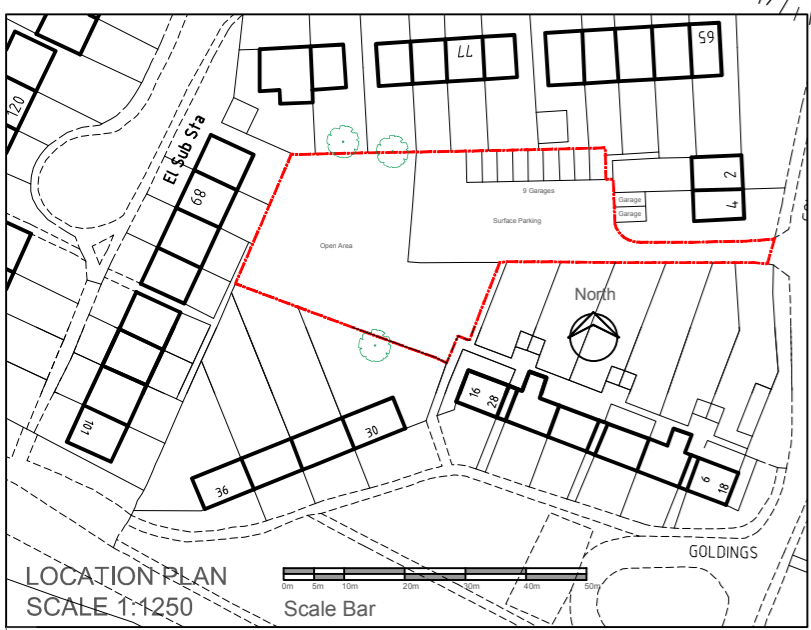 65
77
120
El Sub Sta
2
68
9 Garages
Garage
4
Garage
Surface Parking
Open Area
North
16
28
30
101
6
36
18
GOLDINGS
LOCATION PLAN
SCALE 1:1250
0m 5m 10m 20m 30m 40m 50m
Scale Bar